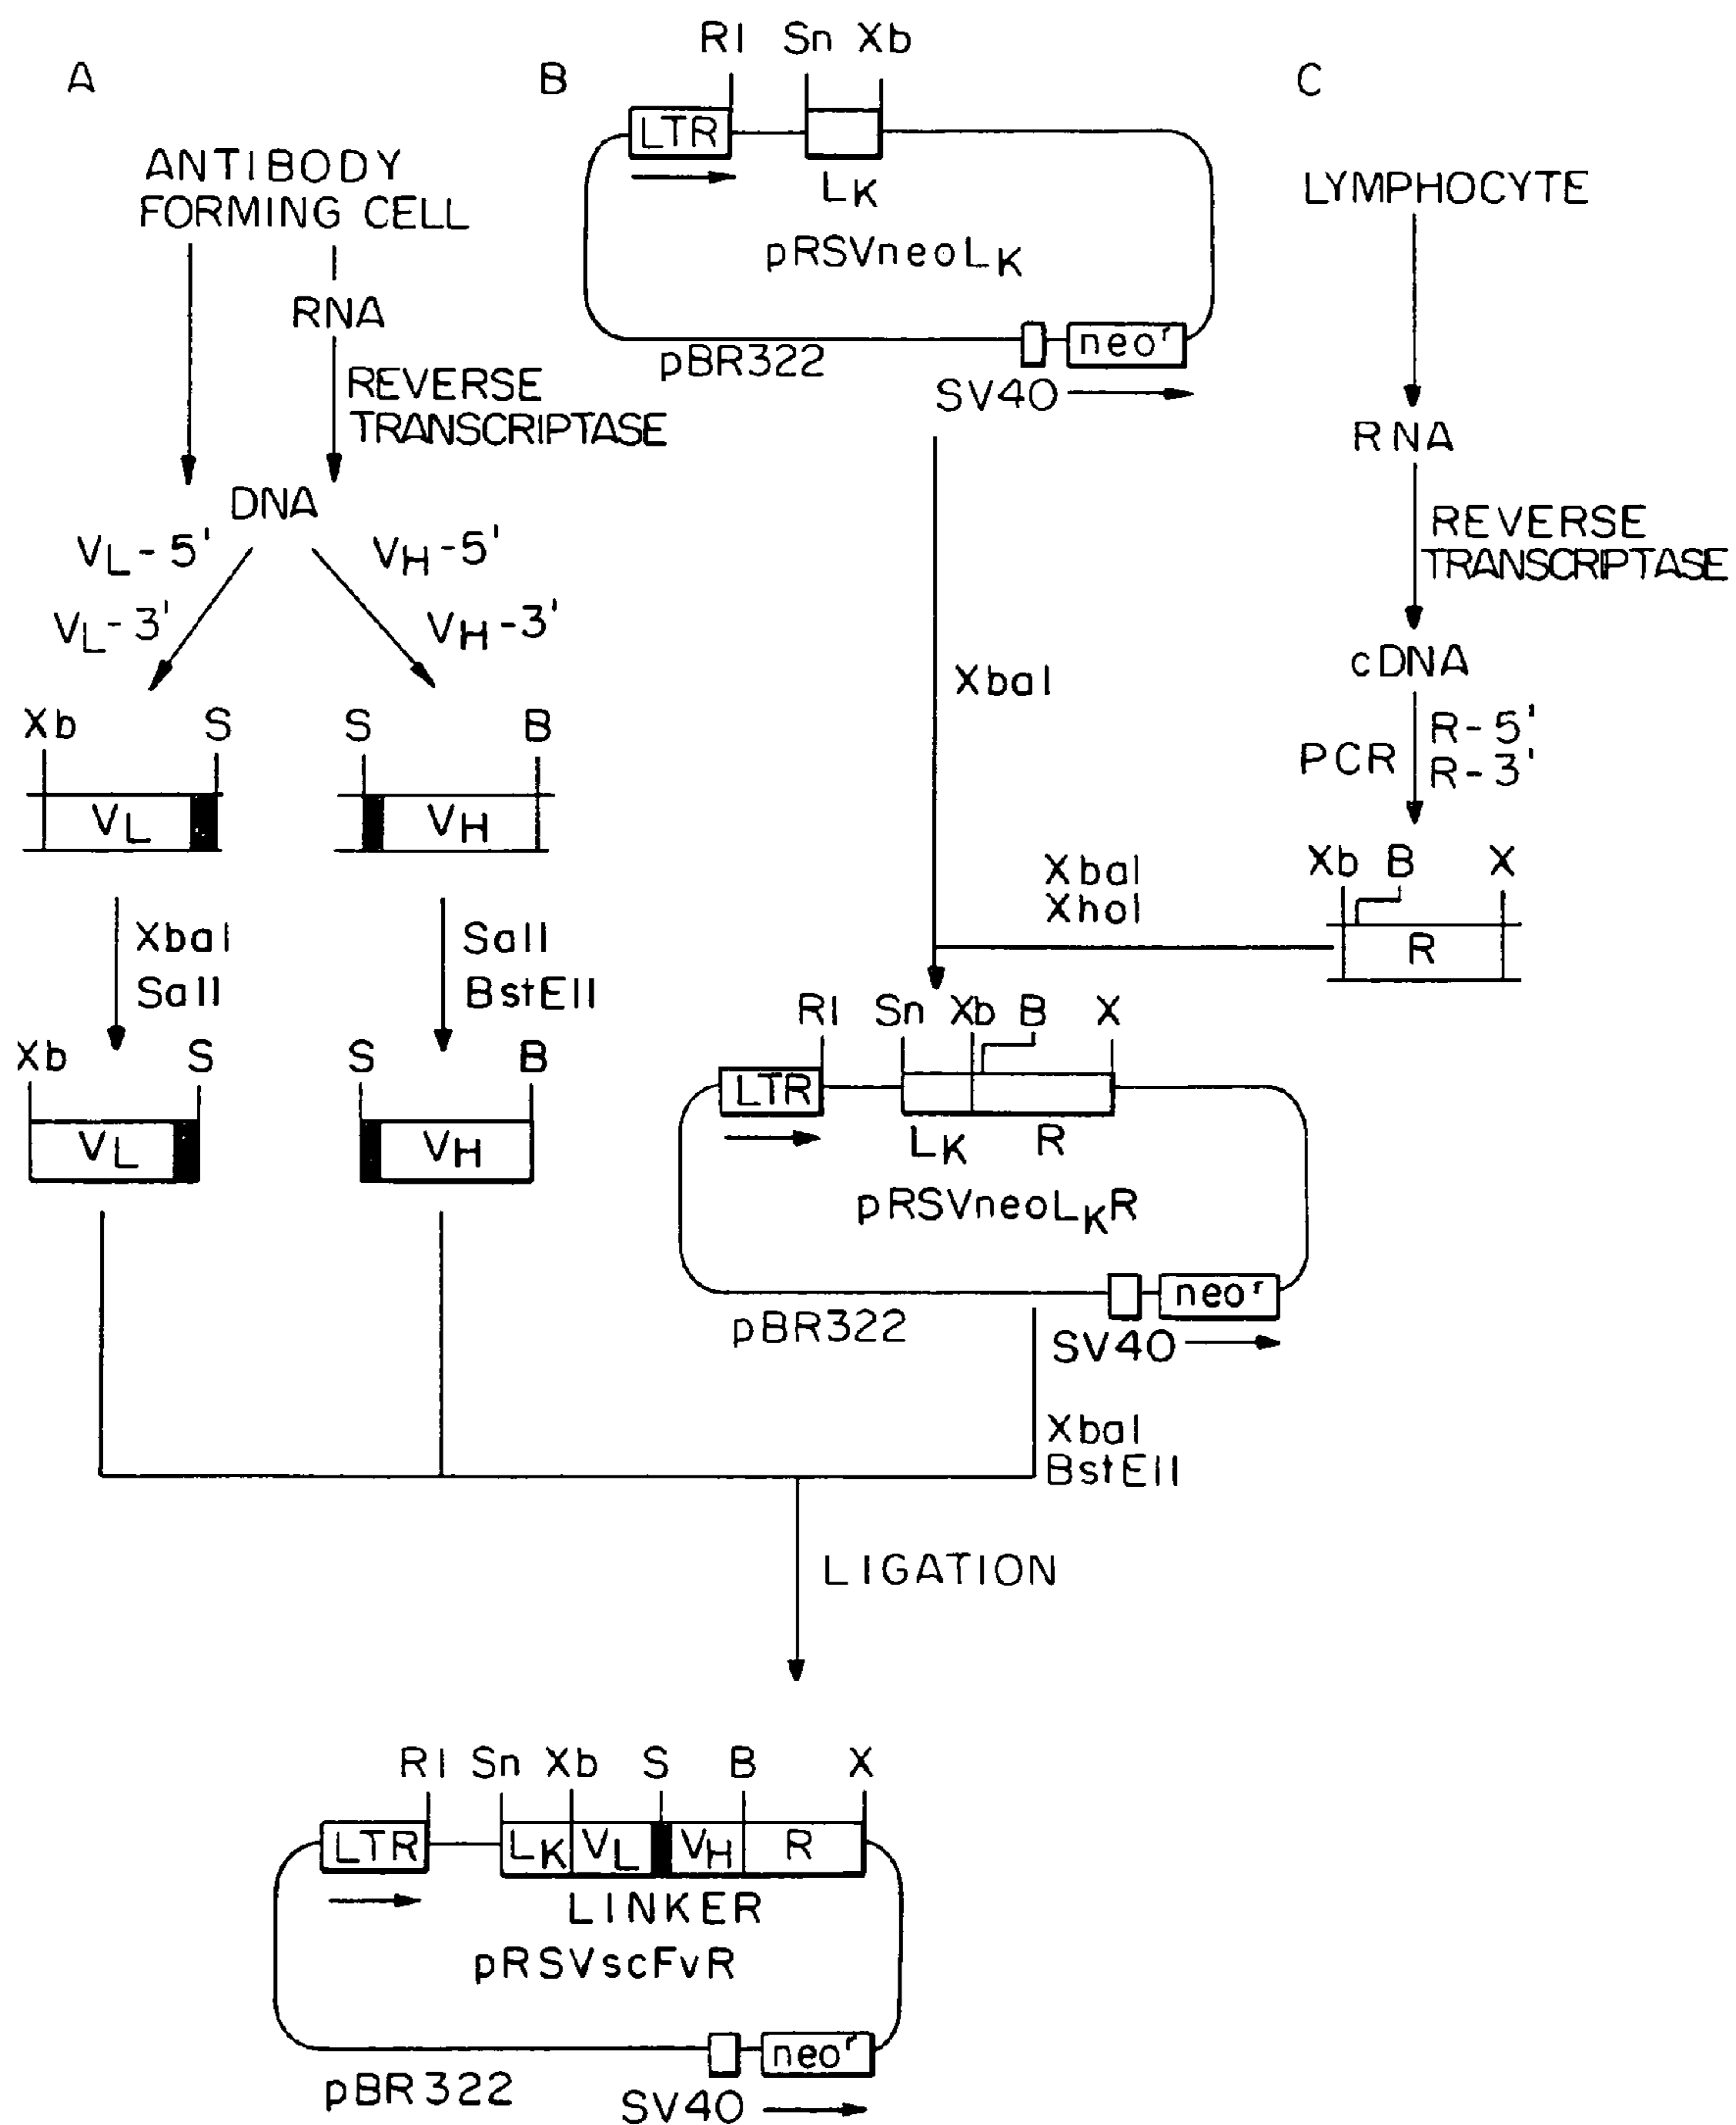 A
ANTIBODY
FORMING CELL
RNA
REVERSE
TRANSCRIPTASE
DNA
VL-5'
VL-3'
VH-5'
VH-3'
Xb S
VL
S B
VH
XbaI
SalI
SalI
BstEII
Xb S
VL
S B
VH
B
RI Sn Xb
LTR
LK
pRSVneoLK
pBR322
neoʳ
SV40
XbaI
C
LYMPHOCYTE
RNA
REVERSE
TRANSCRIPTASE
cDNA
PCR
R-5'
R-3'
Xb B X
R
XbaI
XhoI
RI Sn Xb B X
LTR
LK R
pRSVneoLKR
pBR322
neoʳ
SV40
XbaI
BstEII
LIGATION
RI Sn Xb S B X
LTR LK VL VH R
LINKER
pRSVscFvR
neoʳ
pBR322
SV40